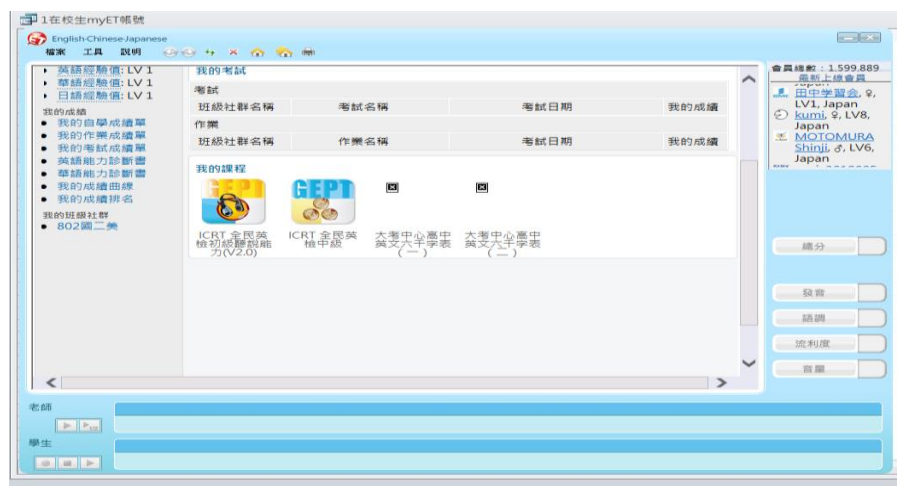 1在校生myET帳號
English-Chinese-Japanese
檔案 工具 說明
英語經驗值: LV 1
華語經驗值: LV 1
日語經驗值: LV 1
我的成績
我的自學成績單
我的作業成績單
我的考試成績單
英語能力診斷書
華語能力診斷書
我的成績曲線
我的成績排名
我的班級社群
802國二美
我的考試
考試
班級社群名稱 考試名稱 考試日期 我的成績
作業
班級社群名稱 作業名稱 考試日期 我的成績
我的課程
GEPT
GEPT
ICRT 全民英檢初級聽說能力(V2.0)
ICRT 全民英檢中級
大考中心高中英文六千字表(一)
大考中心高中英文六千字表(二)
會員總數：1,599,889
最新上線會員
田中学習会, ♀, LV1, Japan
kumi, ♀, LV8, Japan
MOTOMURA Shinji, ♂, LV6, Japan
總分
發音
語調
流利度
音量
老師
學生